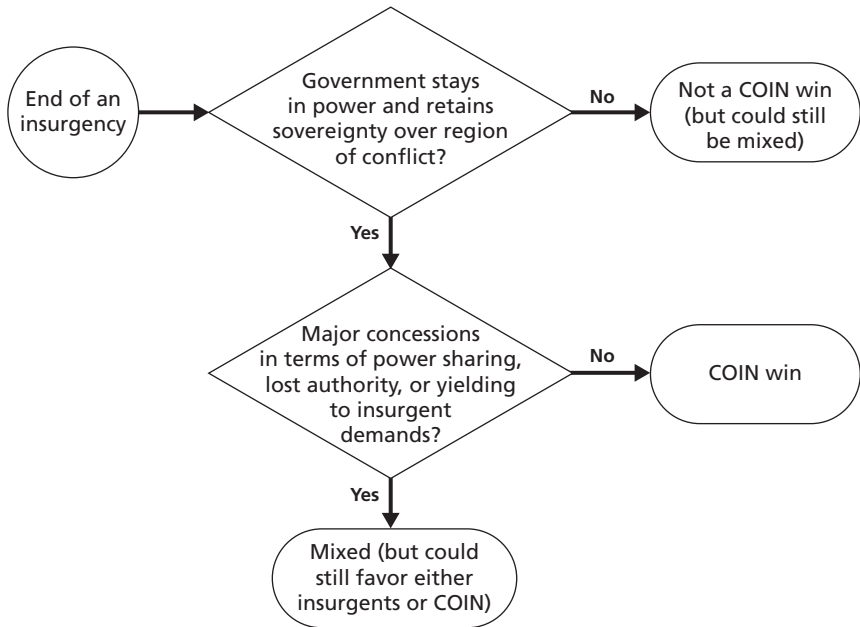 End of an
insurgency
Government stays
in power and retains
sovereignty over region
of conflict?
No
Not a COIN win
(but could still
be mixed)
Yes
Major concessions
in terms of power sharing,
lost authority, or yielding
to insurgent
demands?
No
COIN win
Yes
Mixed (but could
still favor either
insurgents or COIN)